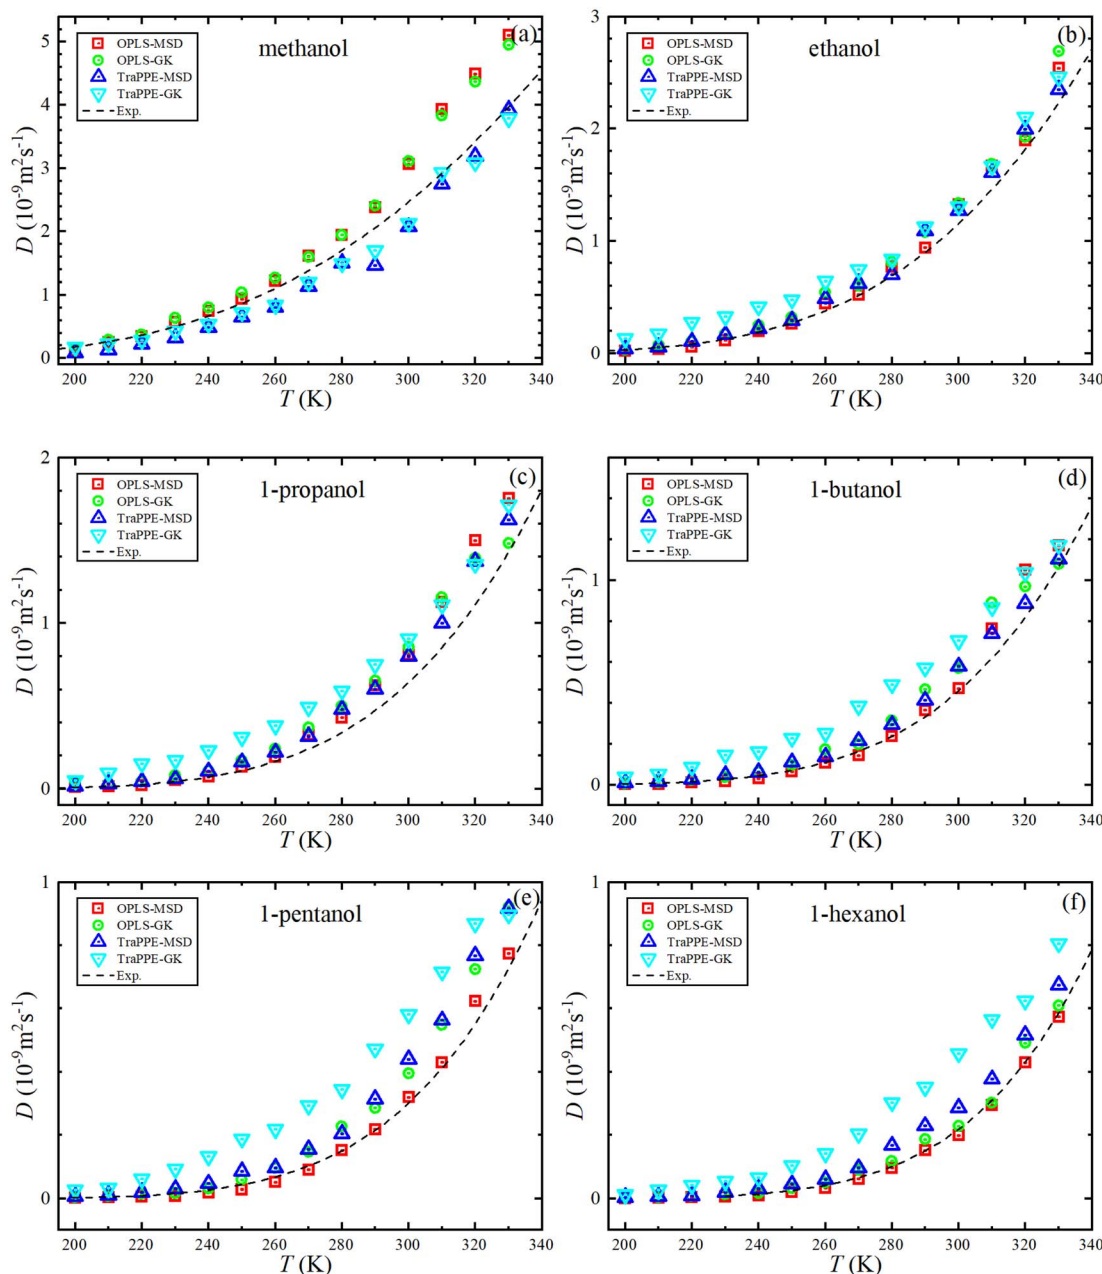 methanol
(a)
OPLS-MSD
OPLS-GK
TraPPE-MSD
TraPPE-GK
Exp.
D (10⁻⁹m²s⁻¹)
5
4
3
2
1
0
200 220 240 260 280 300 320 340
T (K)
ethanol
(b)
OPLS-MSD
OPLS-GK
TraPPE-MSD
TraPPE-GK
Exp.
D (10⁻⁹m²s⁻¹)
3
2
1
0
200 220 240 260 280 300 320 340
T (K)
1-propanol
(c)
OPLS-MSD
OPLS-GK
TraPPE-MSD
TraPPE-GK
Exp.
D (10⁻⁹m²s⁻¹)
2
1
0
200 220 240 260 280 300 320 340
T (K)
1-butanol
(d)
OPLS-MSD
OPLS-GK
TraPPE-MSD
TraPPE-GK
Exp.
D (10⁻⁹m²s⁻¹)
1
0
200 220 240 260 280 300 320 340
T (K)
1-pentanol
(e)
OPLS-MSD
OPLS-GK
TraPPE-MSD
TraPPE-GK
Exp.
D (10⁻⁹m²s⁻¹)
1
0
200 220 240 260 280 300 320 340
T (K)
1-hexanol
(f)
OPLS-MSD
OPLS-GK
TraPPE-MSD
TraPPE-GK
Exp.
D (10⁻⁹m²s⁻¹)
1
0
200 220 240 260 280 300 320 340
T (K)